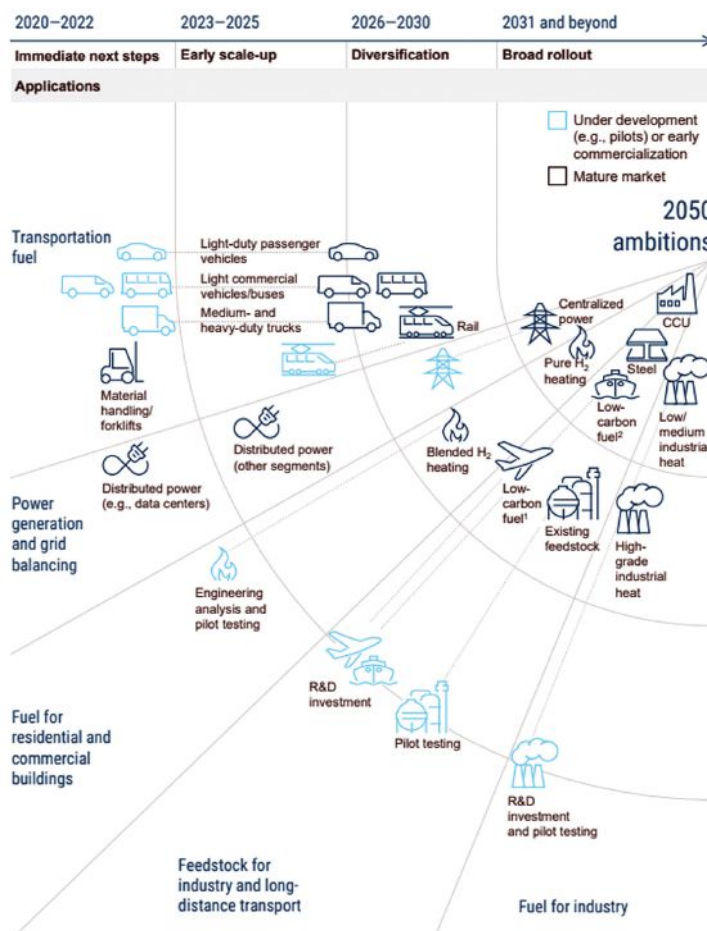 2020–2022
2023–2025
2026–2030
2031 and beyond
Immediate next steps
Early scale-up
Diversification
Broad rollout
Applications
Under development
(e.g., pilots) or early
commercialization
Mature market
2050
ambitions
Transportation
fuel
Light-duty passenger
vehicles
Light commercial
vehicles/buses
Medium- and
heavy-duty trucks
Rail
Centralized
power
CCU
Material
handling/
forklifts
Pure H2
heating
Steel
Low-
carbon
fuel2
Low/
medium
industrial
heat
Distributed power
(other segments)
Blended H2
heating
Distributed power
(e.g., data centers)
Low-
carbon
fuel1
Existing
feedstock
High-
grade
industrial
heat
Power
generation
and grid
balancing
Engineering
analysis and
pilot testing
R&D
investment
Pilot testing
Fuel for
residential and
commercial
buildings
R&D
investment
and pilot testing
Feedstock for
industry and long-
distance transport
Fuel for industry